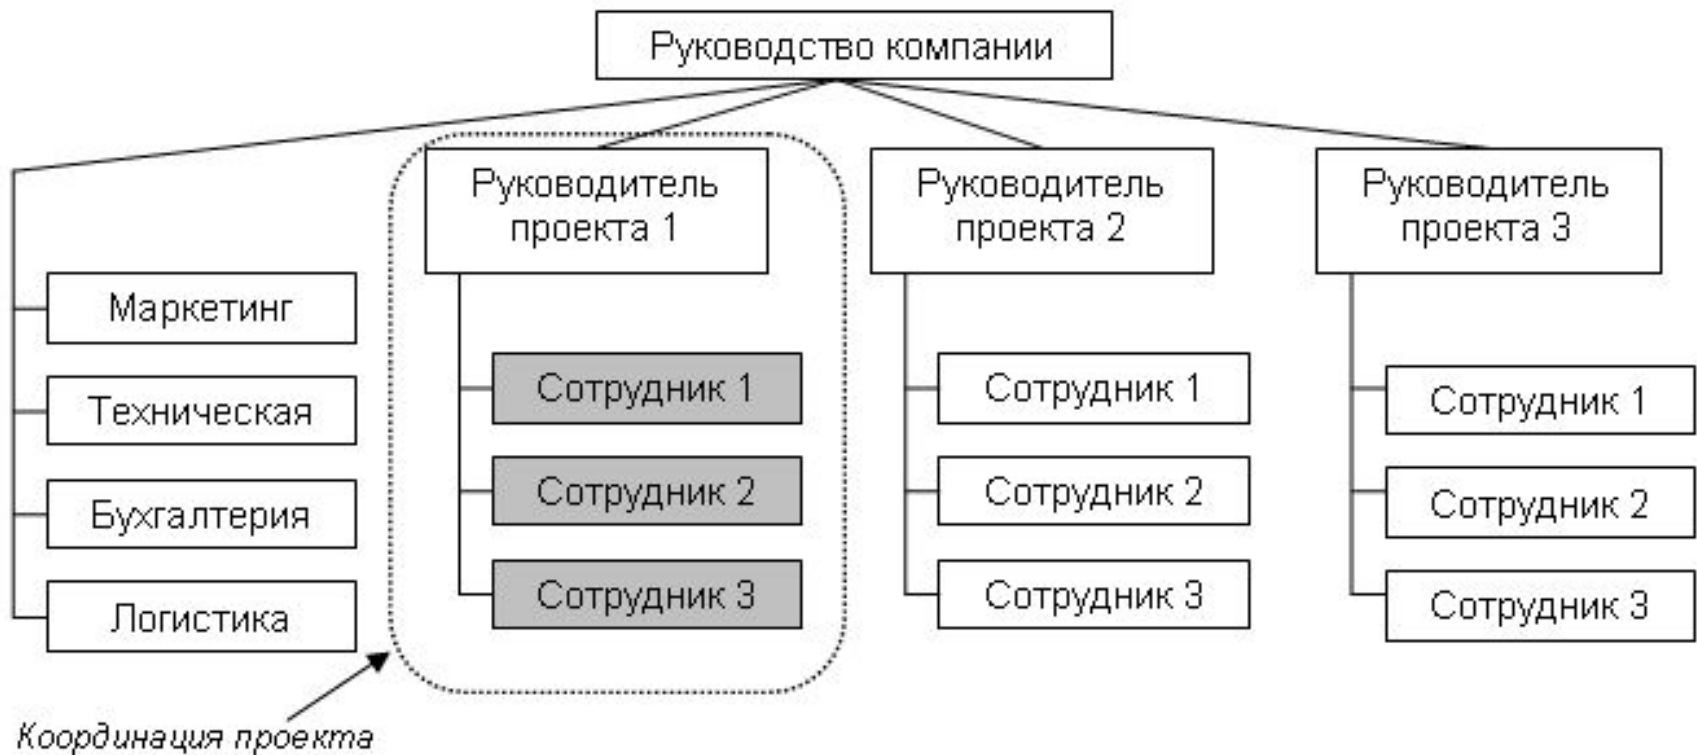 Руководство компании
Руководитель
проекта 1
Руководитель
проекта 2
Руководитель
проекта 3
Маркетинг
Техническая
Бухгалтерия
Логистика
Сотрудник 1
Сотрудник 2
Сотрудник 3
Сотрудник 1
Сотрудник 2
Сотрудник 3
Сотрудник 1
Сотрудник 2
Сотрудник 3
Координация проекта